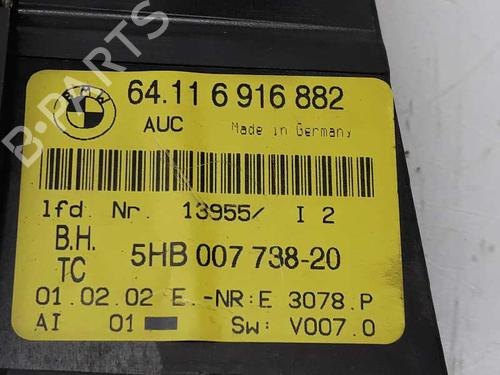 BMW
64.11 6 916 882
AUC Made in Germany
lfd. Nr. 13955/ I 2
B.H.
5HB 007 738-20
TC
01.02.02 E.-NR:E 3078.P
AI 01 Sw: V007.0
B-PARTS